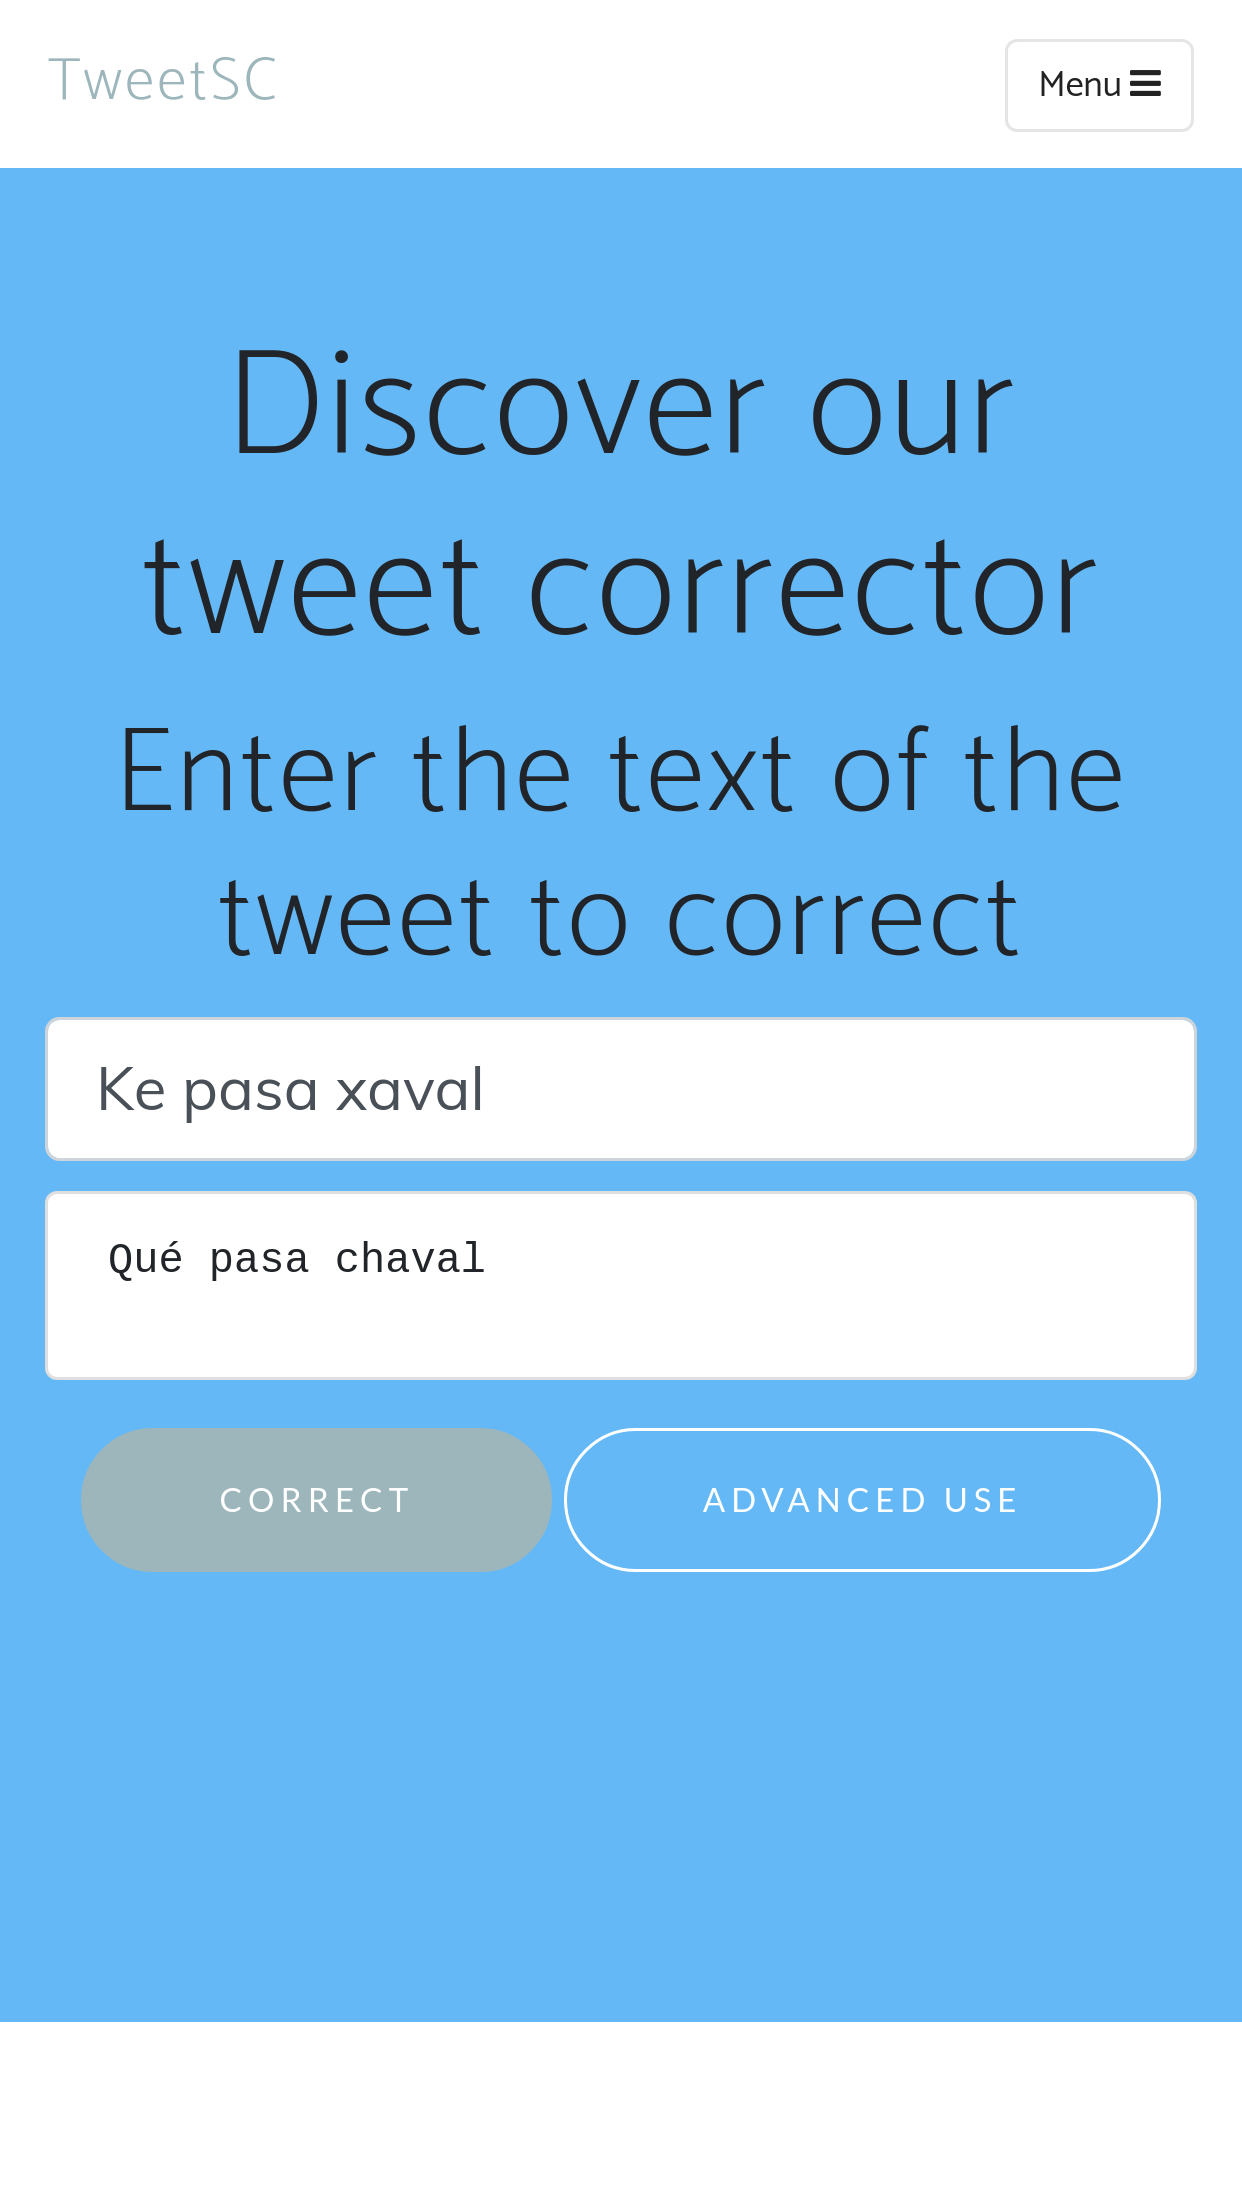 TweetSC
Menu
Discover our
tweet corrector
Enter the text of the
tweet to correct
Ke pasa xaval
Qué pasa chaval
CORRECT
ADVANCED USE